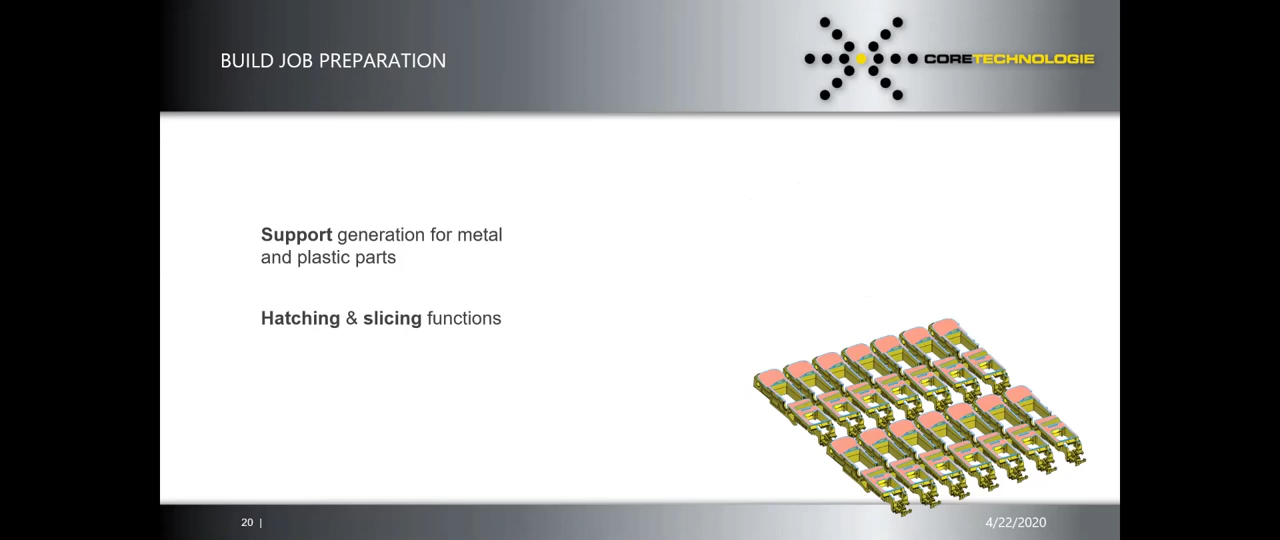 BUILD JOB PREPARATION
CORETECHNOLOGIE
Support generation for metal
and plastic parts
Hatching & slicing functions
20 |
4/22/2020